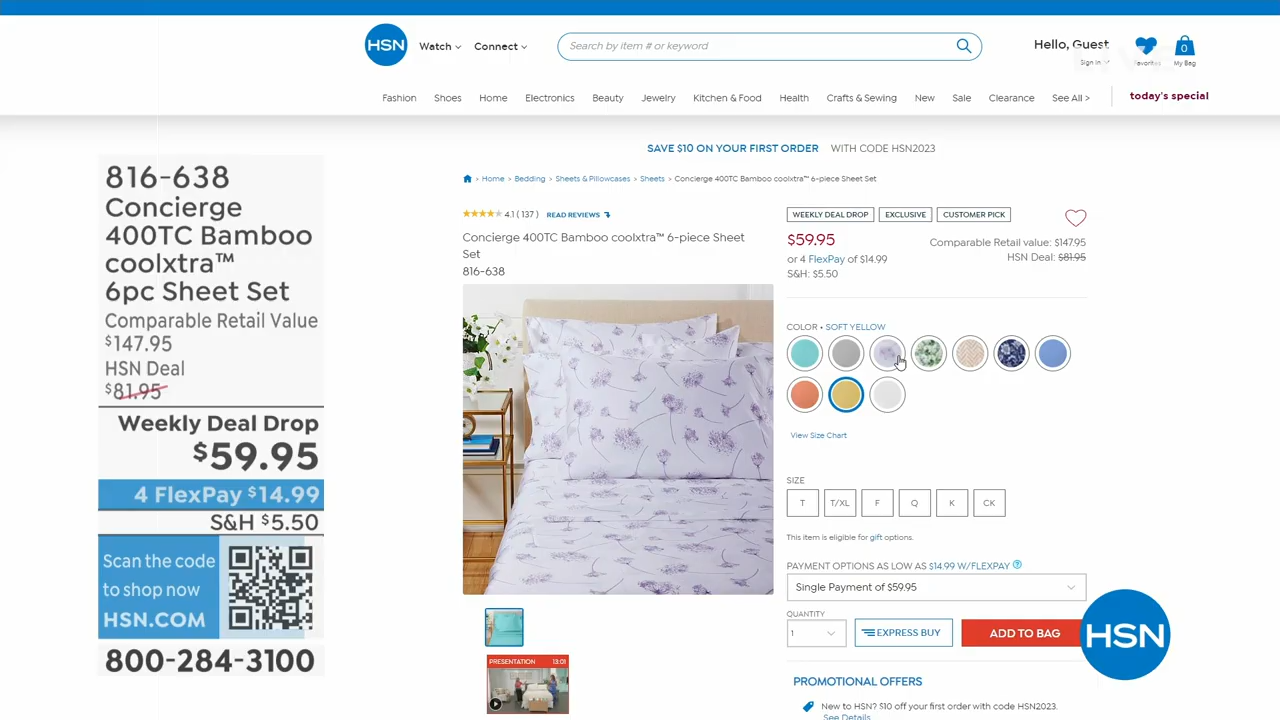 HSN
Watch
Connect
Search by item # or keyword
Hello, Guest
Sign In
Favorites
0
My Bag
Fashion
Shoes
Home
Electronics
Beauty
Jewelry
Kitchen & Food
Health
Crafts & Sewing
New
Sale
Clearance
See All >
today's special
SAVE $10 ON YOUR FIRST ORDER WITH CODE HSN2023
Home > Bedding > Sheets & Pillowcases > Sheets > Concierge 400TC Bamboo coolxtra™ 6-piece Sheet Set
816-638
Concierge
400TC Bamboo
coolxtra™
6pc Sheet Set
Comparable Retail Value
$147.95
HSN Deal
$81.95
Weekly Deal Drop
$59.95
4 FlexPay $14.99
S&H $5.50
Scan the code
to shop now
HSN.COM
800-284-3100
4.1 ( 137 ) READ REVIEWS
Concierge 400TC Bamboo coolxtra™ 6-piece Sheet
Set
816-638
PRESENTATION 13:01
WEEKLY DEAL DROP
EXCLUSIVE
CUSTOMER PICK
$59.95
Comparable Retail value: $147.95
or 4 FlexPay of $14.99
HSN Deal: $81.95
S&H: $5.50
COLOR • SOFT YELLOW
View Size Chart
SIZE
T
T/XL
F
Q
K
CK
This item is eligible for gift options.
PAYMENT OPTIONS AS LOW AS $14.99 W/FLEXPAY
Single Payment of $59.95
QUANTITY
1
EXPRESS BUY
ADD TO BAG
HSN
PROMOTIONAL OFFERS
New to HSN? $10 off your first order with code HSN2023.
See Details